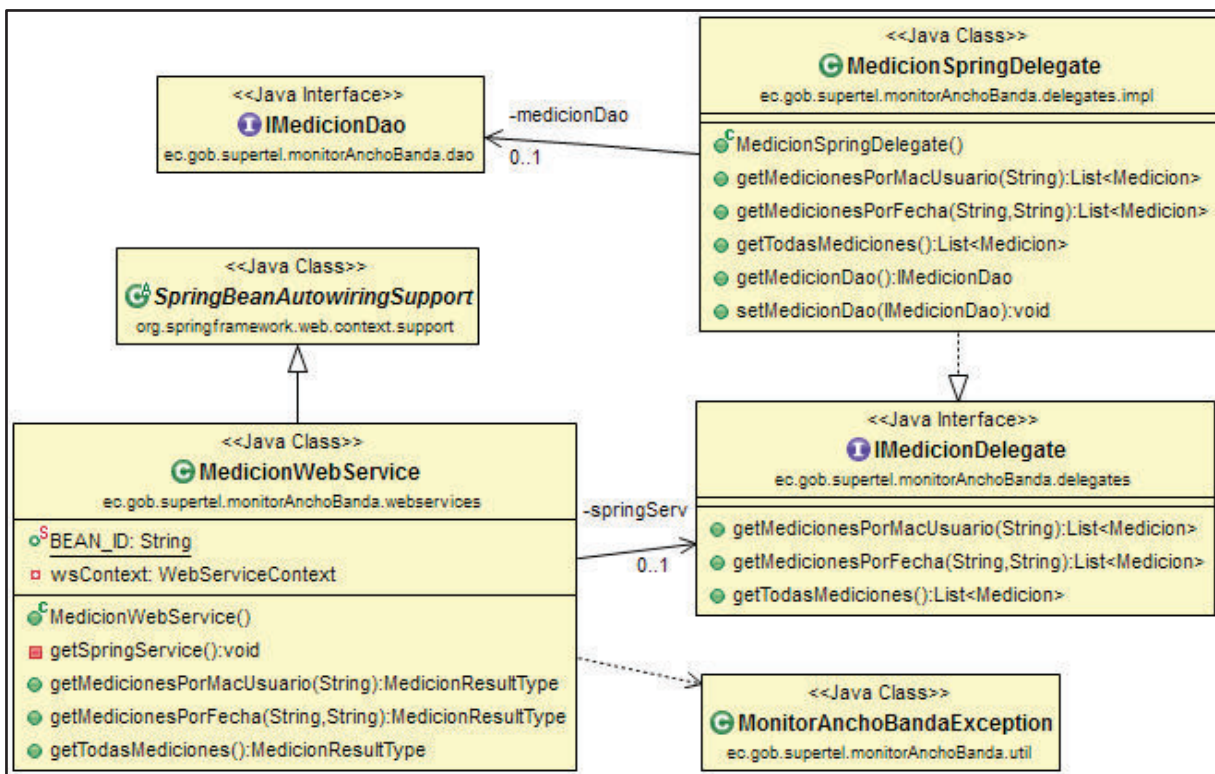 <<Java Class>>
MedicionSpringDelegate
ec.gob.supertel.monitorAnchoBanda.delegates.impl
MedicionSpringDelegate()
getMedicionesPorMacUsuario(String):List<Medicion>
getMedicionesPorFecha(String,String):List<Medicion>
getTodasMediciones():List<Medicion>
getMedicionDao():IMedicionDao
setMedicionDao(IMedicionDao):void
<<Java Interface>>
IMedicionDao
ec.gob.supertel.monitorAnchoBanda.dao
-medicionDao
0..1
<<Java Class>>
SpringBeanAutowiringSupport
org.springframework.web.context.support
<<Java Class>>
MedicionWebService
ec.gob.supertel.monitorAnchoBanda.webservices
BEAN_ID: String
wsContext: WebServiceContext
MedicionWebService()
getSpringService():void
getMedicionesPorMacUsuario(String):MedicionResultType
getMedicionesPorFecha(String,String):MedicionResultType
getTodasMediciones():MedicionResultType
-springServ
0..1
<<Java Interface>>
IMedicionDelegate
ec.gob.supertel.monitorAnchoBanda.delegates
getMedicionesPorMacUsuario(String):List<Medicion>
getMedicionesPorFecha(String,String):List<Medicion>
getTodasMediciones():List<Medicion>
<<Java Class>>
MonitorAnchoBandaException
ec.gob.supertel.monitorAnchoBanda.util